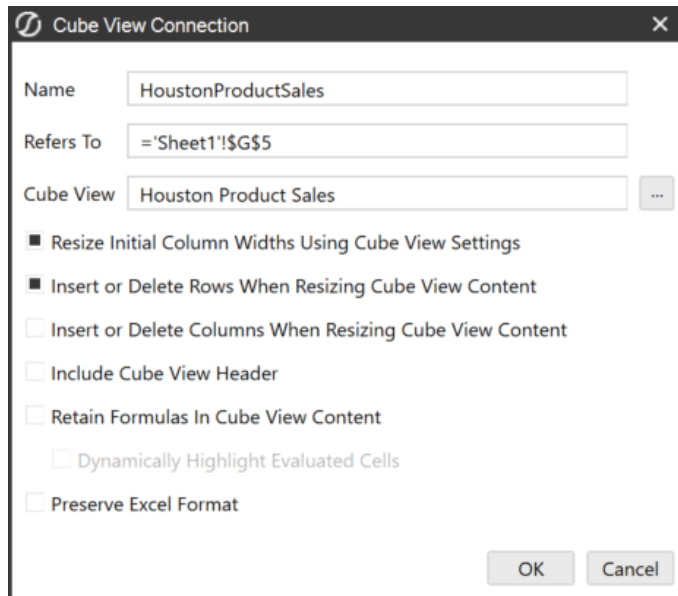 Cube View Connection
Name HoustonProductSales
Refers To ='Sheet1'!$G$5
Cube View Houston Product Sales ...
Resize Initial Column Widths Using Cube View Settings
Insert or Delete Rows When Resizing Cube View Content
Insert or Delete Columns When Resizing Cube View Content
Include Cube View Header
Retain Formulas In Cube View Content
Dynamically Highlight Evaluated Cells
Preserve Excel Format
OK Cancel